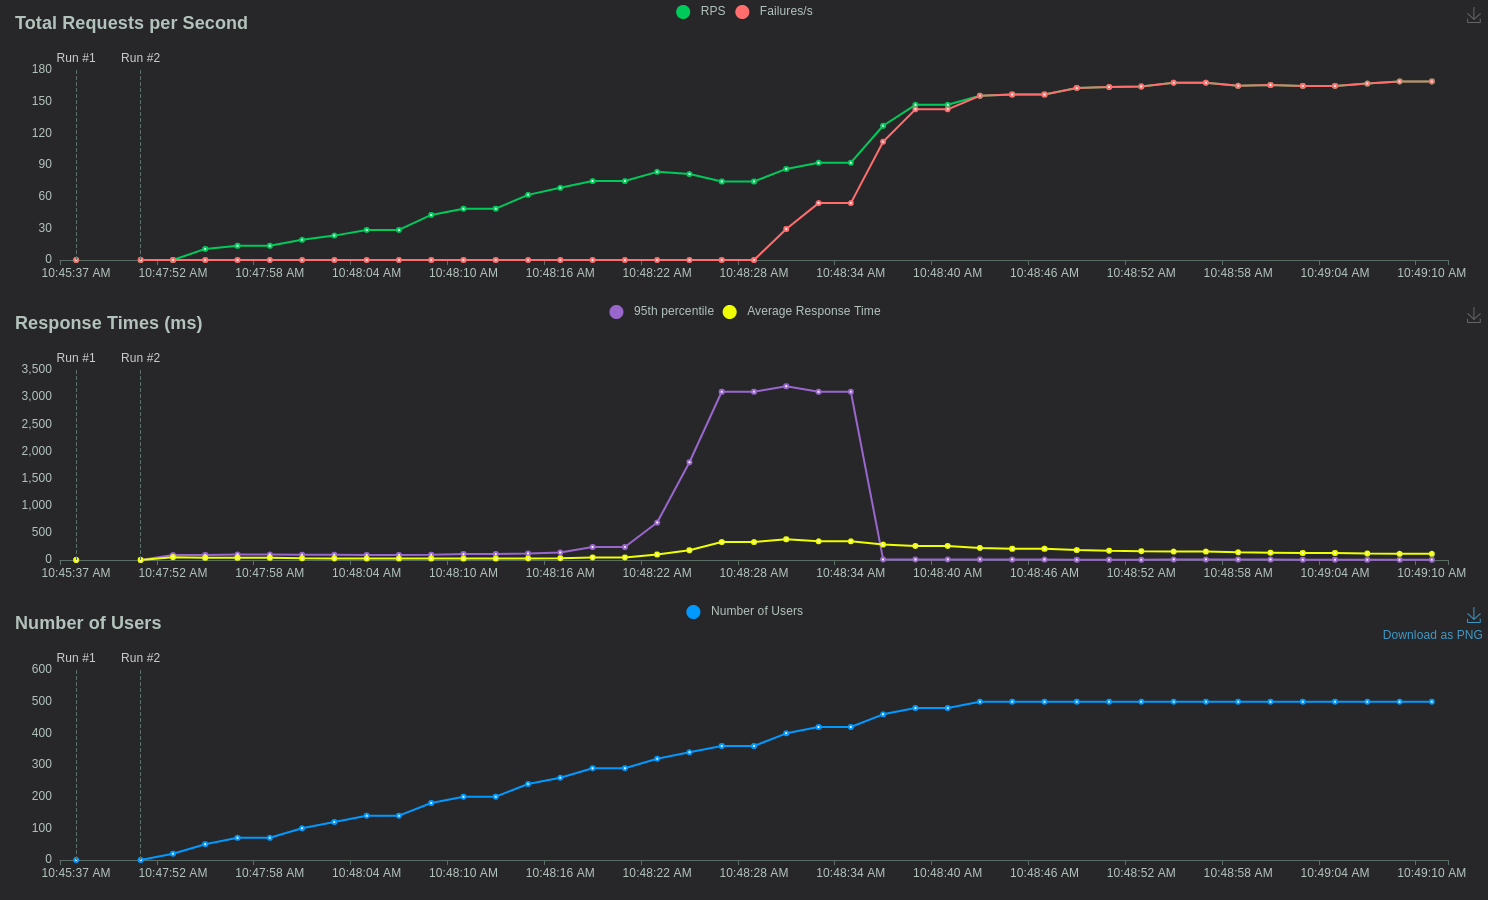 RPS Failures/s
Total Requests per Second
Run #1 Run #2
180
150
120
90
60
30
0
10:45:37 AM 10:47:52 AM 10:47:58 AM 10:48:04 AM 10:48:10 AM 10:48:16 AM 10:48:22 AM 10:48:28 AM 10:48:34 AM 10:48:40 AM 10:48:46 AM 10:48:52 AM 10:48:58 AM 10:49:04 AM 10:49:10 AM
95th percentile Average Response Time
Response Times (ms)
Run #1 Run #2
3,500
3,000
2,500
2,000
1,500
1,000
500
0
10:45:37 AM 10:47:52 AM 10:47:58 AM 10:48:04 AM 10:48:10 AM 10:48:16 AM 10:48:22 AM 10:48:28 AM 10:48:34 AM 10:48:40 AM 10:48:46 AM 10:48:52 AM 10:48:58 AM 10:49:04 AM 10:49:10 AM
Number of Users
Number of Users
Download as PNG
Run #1 Run #2
600
500
400
300
200
100
0
10:45:37 AM 10:47:52 AM 10:47:58 AM 10:48:04 AM 10:48:10 AM 10:48:16 AM 10:48:22 AM 10:48:28 AM 10:48:34 AM 10:48:40 AM 10:48:46 AM 10:48:52 AM 10:48:58 AM 10:49:04 AM 10:49:10 AM